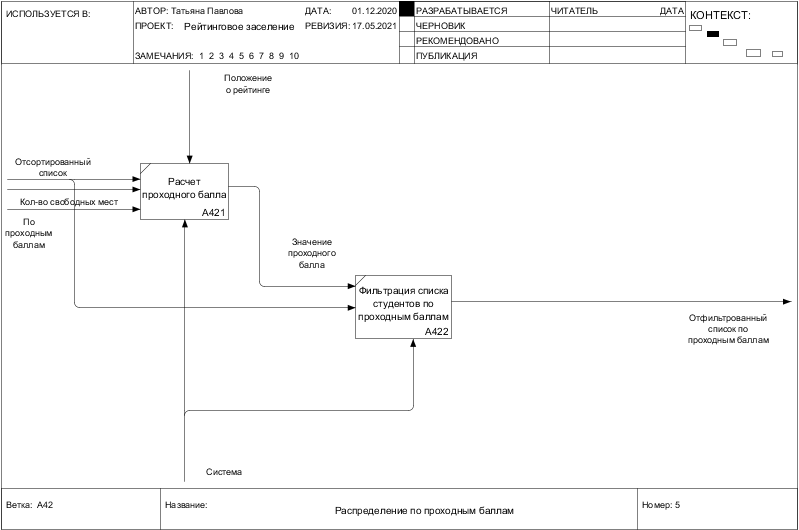 ИСПОЛЬЗУЕТСЯ В:
АВТОР: Татьяна Павлова
ДАТА: 01.12.2020
ПРОЕКТ: Рейтинговое заселение
РЕВИЗИЯ: 17.05.2021
ЗАМЕЧАНИЯ: 1 2 3 4 5 6 7 8 9 10
РАЗРАБАТЫВАЕТСЯ
ЧЕРНОВИК
РЕКОМЕНДОВАНО
ПУБЛИКАЦИЯ
ЧИТАТЕЛЬ
ДАТА
КОНТЕКСТ:
Положение
о рейтинге
Отсортированный
список
Кол-во свободных мест
По
проходным
баллам
Расчет
проходного балла
A421
Значение
проходного
балла
Фильтрация списка
студентов по
проходным баллам
A422
Отфильтрованный
список по
проходным баллам
Система
Ветка: A42
Название:
Распределение по проходным баллам
Номер: 5